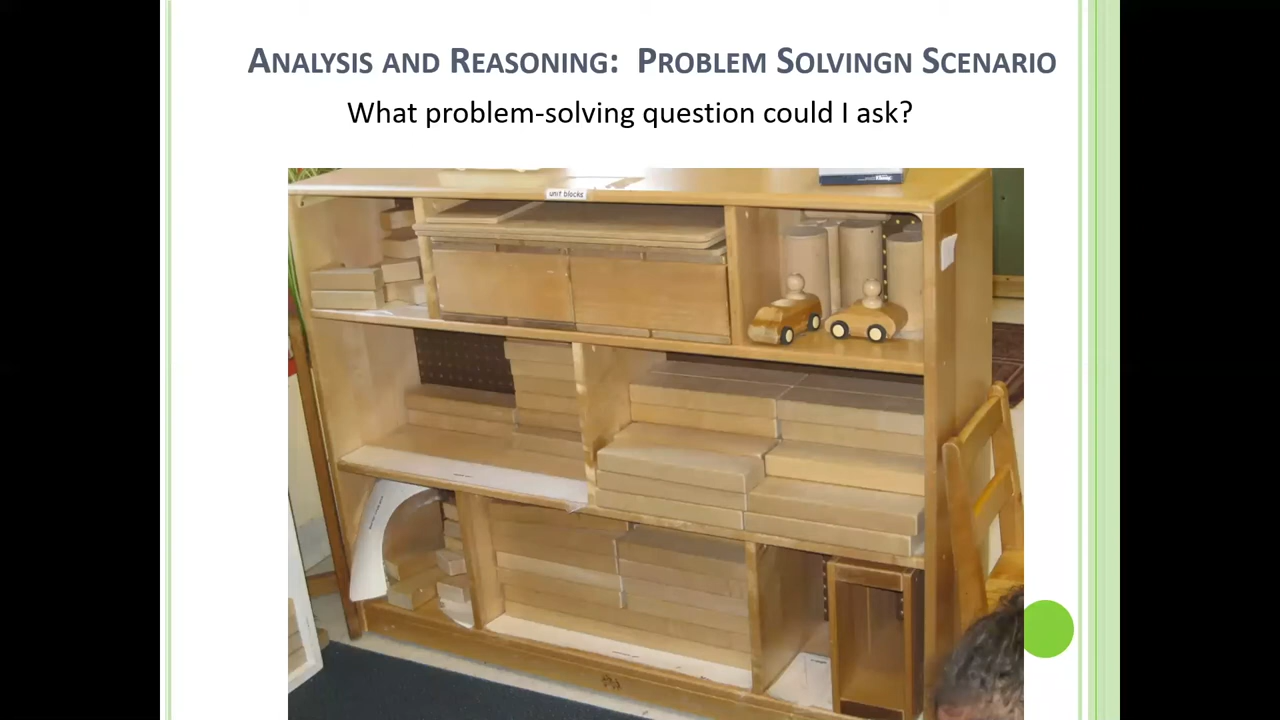 ANALYSIS AND REASONING: PROBLEM SOLVINGN SCENARIO
What problem-solving question could I ask?
unit blocks